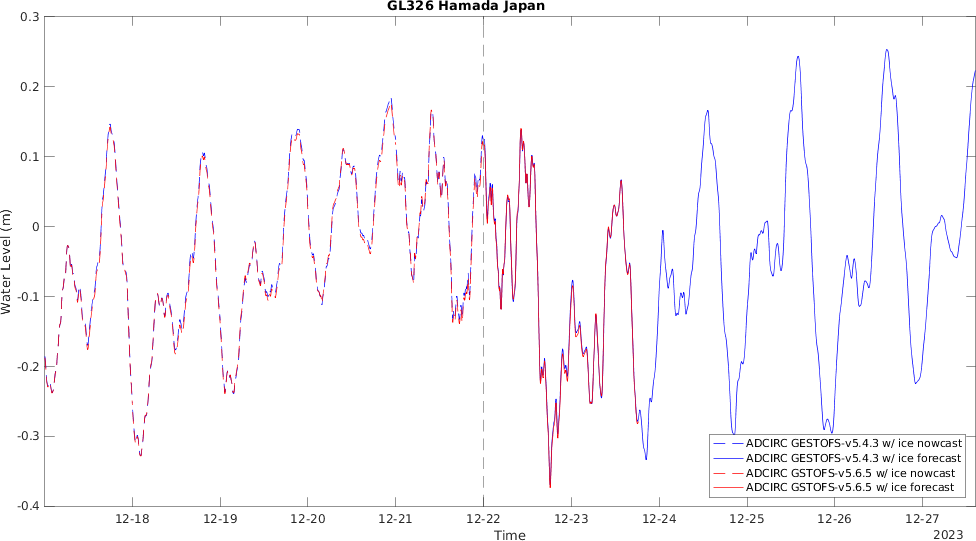 GL326 Hamada Japan
0.3
0.2
0.1
0
-0.1
-0.2
-0.3
-0.4
Water Level (m)
ADCIRC GESTOFS-v5.4.3 w/ ice nowcast
ADCIRC GESTOFS-v5.4.3 w/ ice forecast
ADCIRC GSTOFS-v5.6.5 w/ ice nowcast
ADCIRC GSTOFS-v5.6.5 w/ ice forecast
12-18 12-19 12-20 12-21 12-22 12-23 12-24 12-25 12-26 12-27
Time
2023